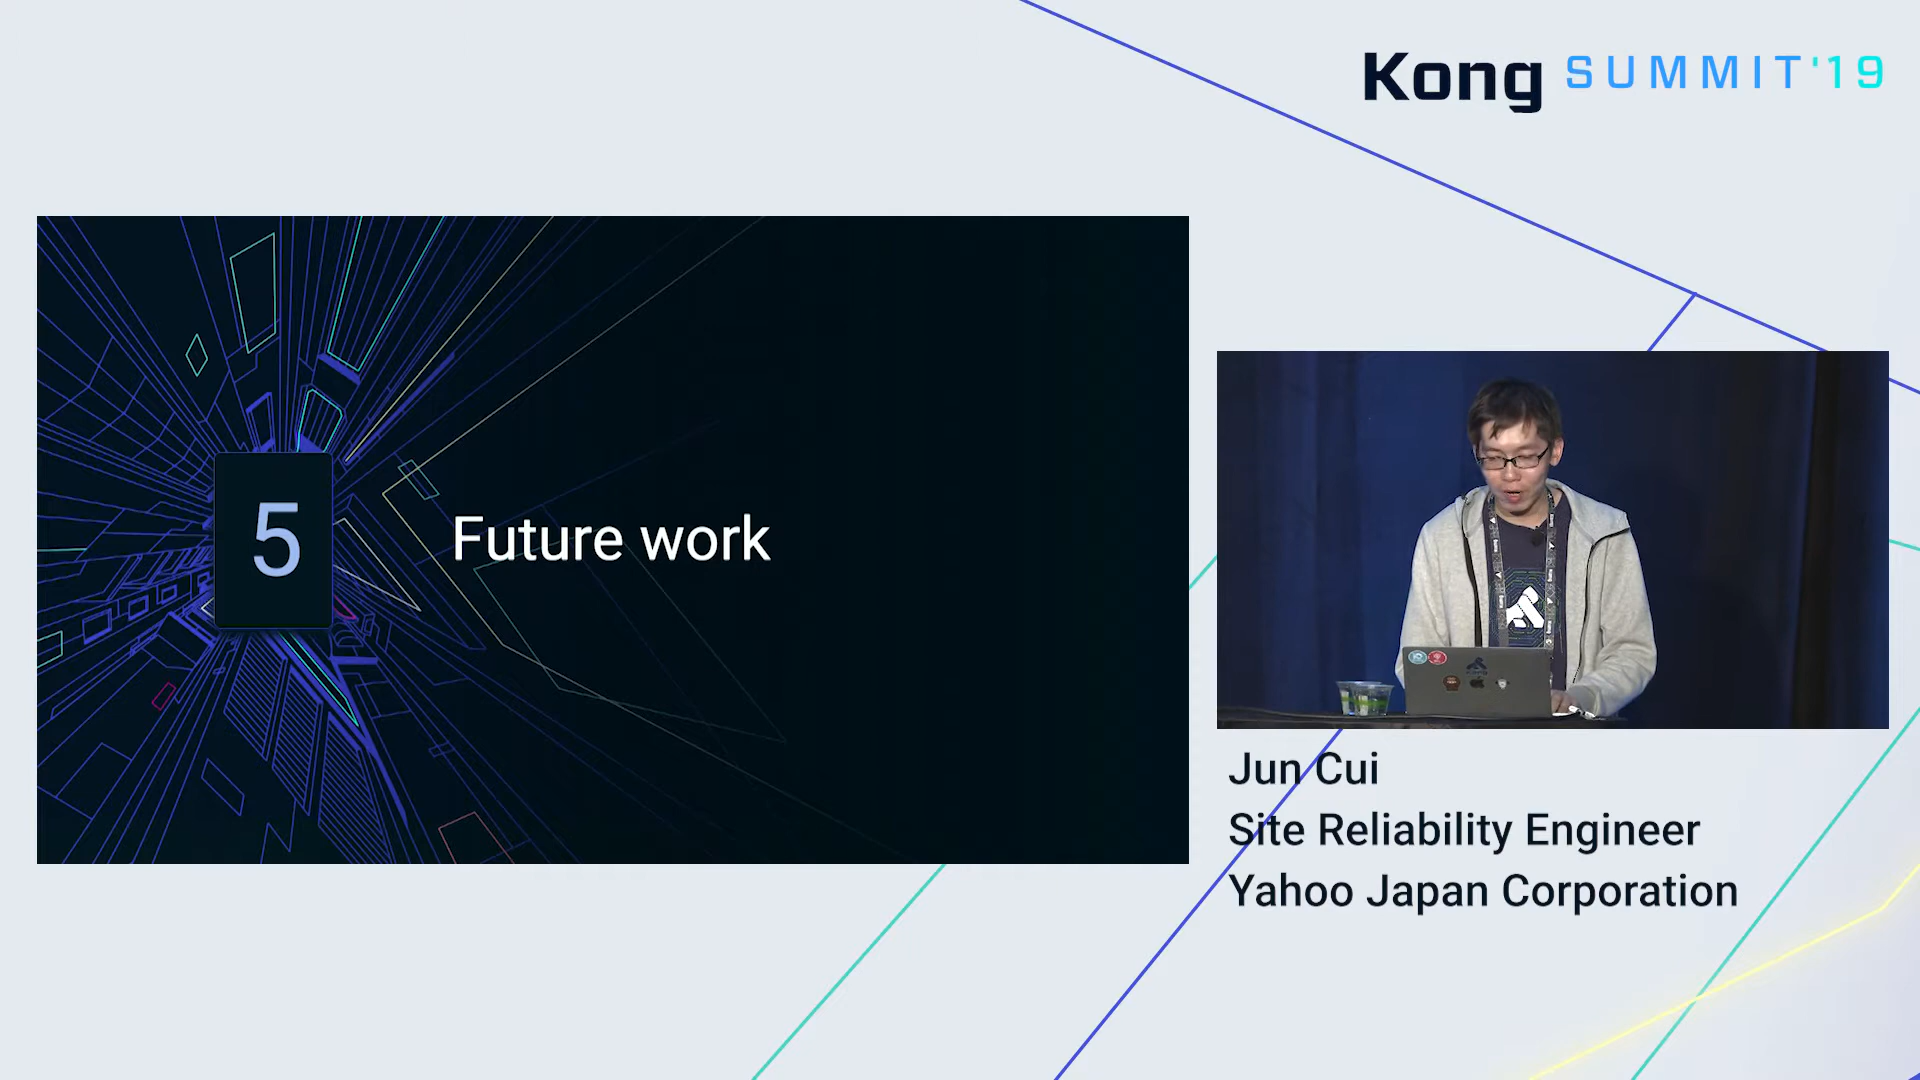 Kong SUMMIT'19
5
Future work
Jun Cui
Site Reliability Engineer
Yahoo Japan Corporation